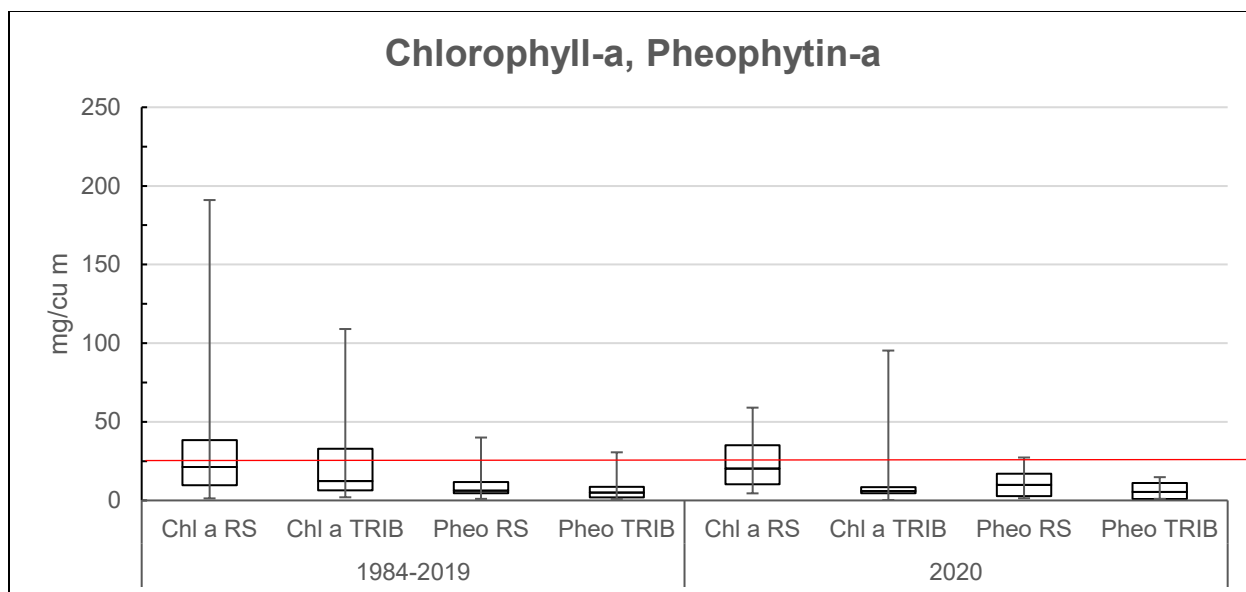 Chlorophyll-a, Pheophytin-a
250
200
150
100
50
0
mg/cu m
Chl a RS Chl a TRIB Pheo RS Pheo TRIB Chl a RS Chl a TRIB Pheo RS Pheo TRIB
1984-2019 2020